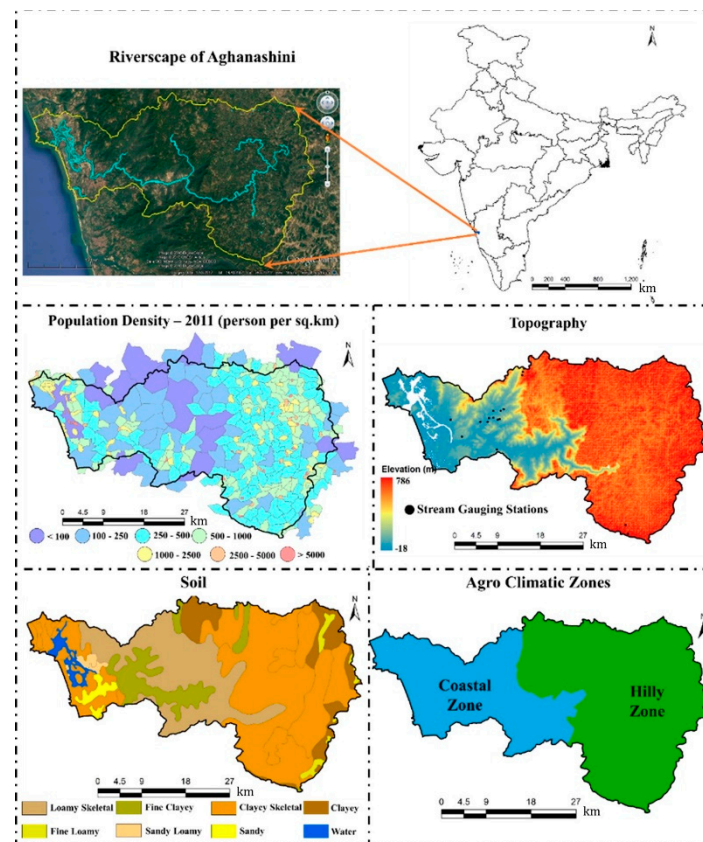 Riverscape of Aghanashini
N
0 200 400 800 1,200
km
Population Density – 2011 (person per sq.km)
N
0 4.5 9 18 27
km
< 100 100 - 250 250 - 500 500 - 1000
1000 - 2500 2500 - 5000 > 5000
Topography
N
Elevation (m)
786
-18
Stream Gauging Stations
0 4.5 9 18 27
km
Soil
N
0 4.5 9 18 27
km
Loamy Skeletal Fine Clayey Clayey Skeletal Clayey
Fine Loamy Sandy Loamy Sandy Water
Agro Climatic Zones
N
Coastal
Zone
Hilly
Zone
0 4.5 9 18 27
km